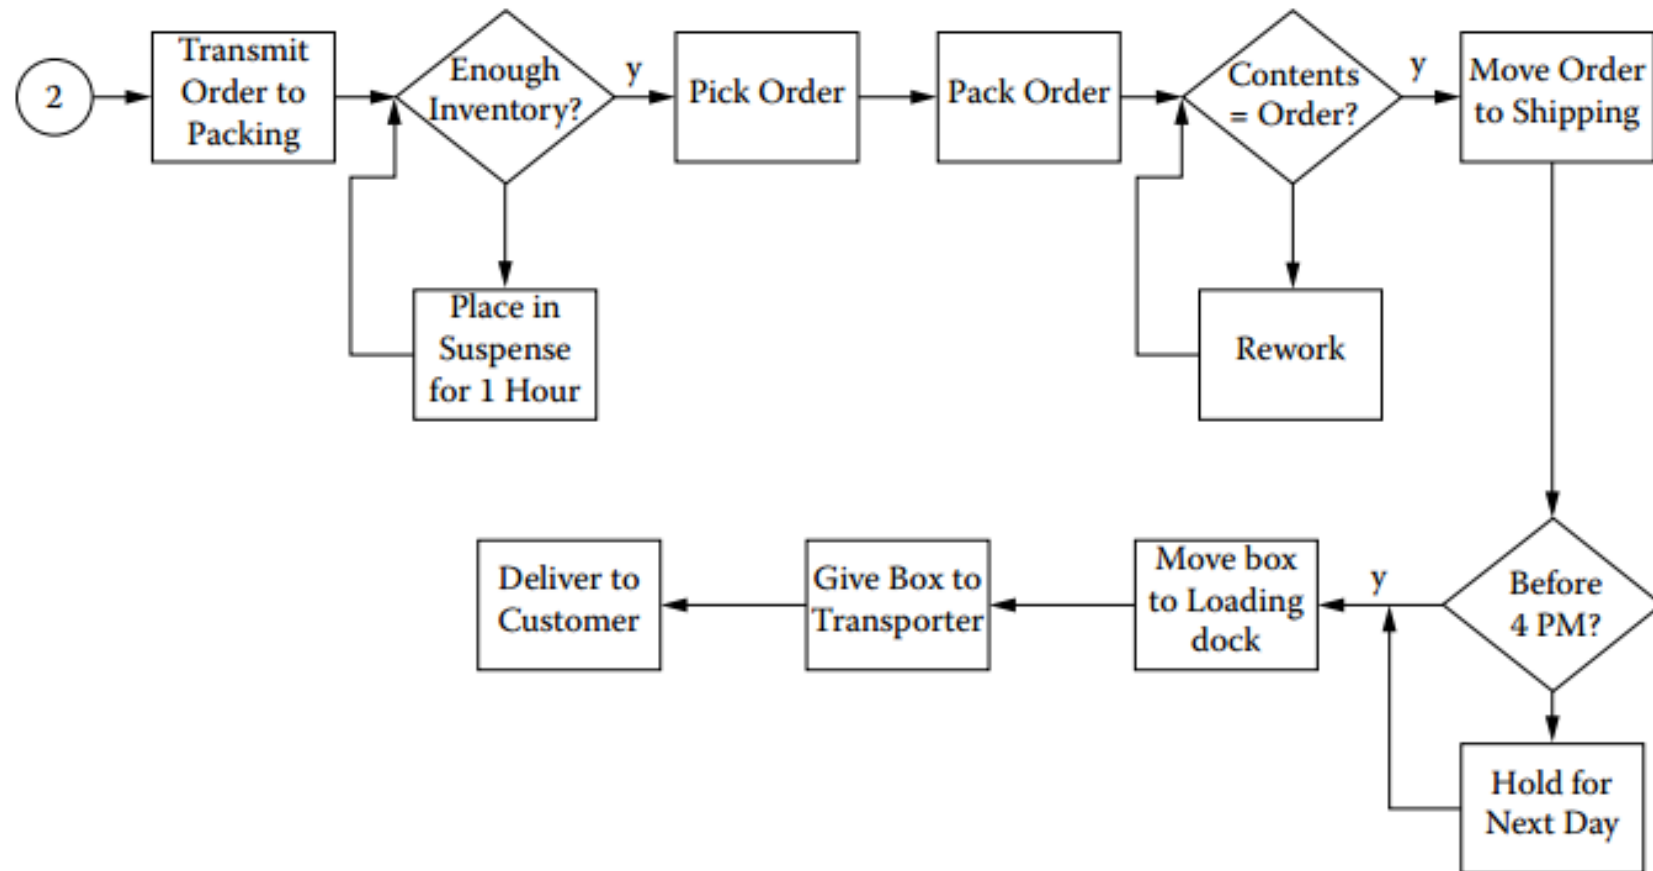 2
Transmit
Order to
Packing
Enough
Inventory?
y
Pick Order
Pack Order
Contents
= Order?
y
Move Order
to Shipping
Place in
Suspense
for 1 Hour
Rework
Deliver to
Customer
Give Box to
Transporter
Move box
to Loading
dock
y
Before
4 PM?
Hold for
Next Day